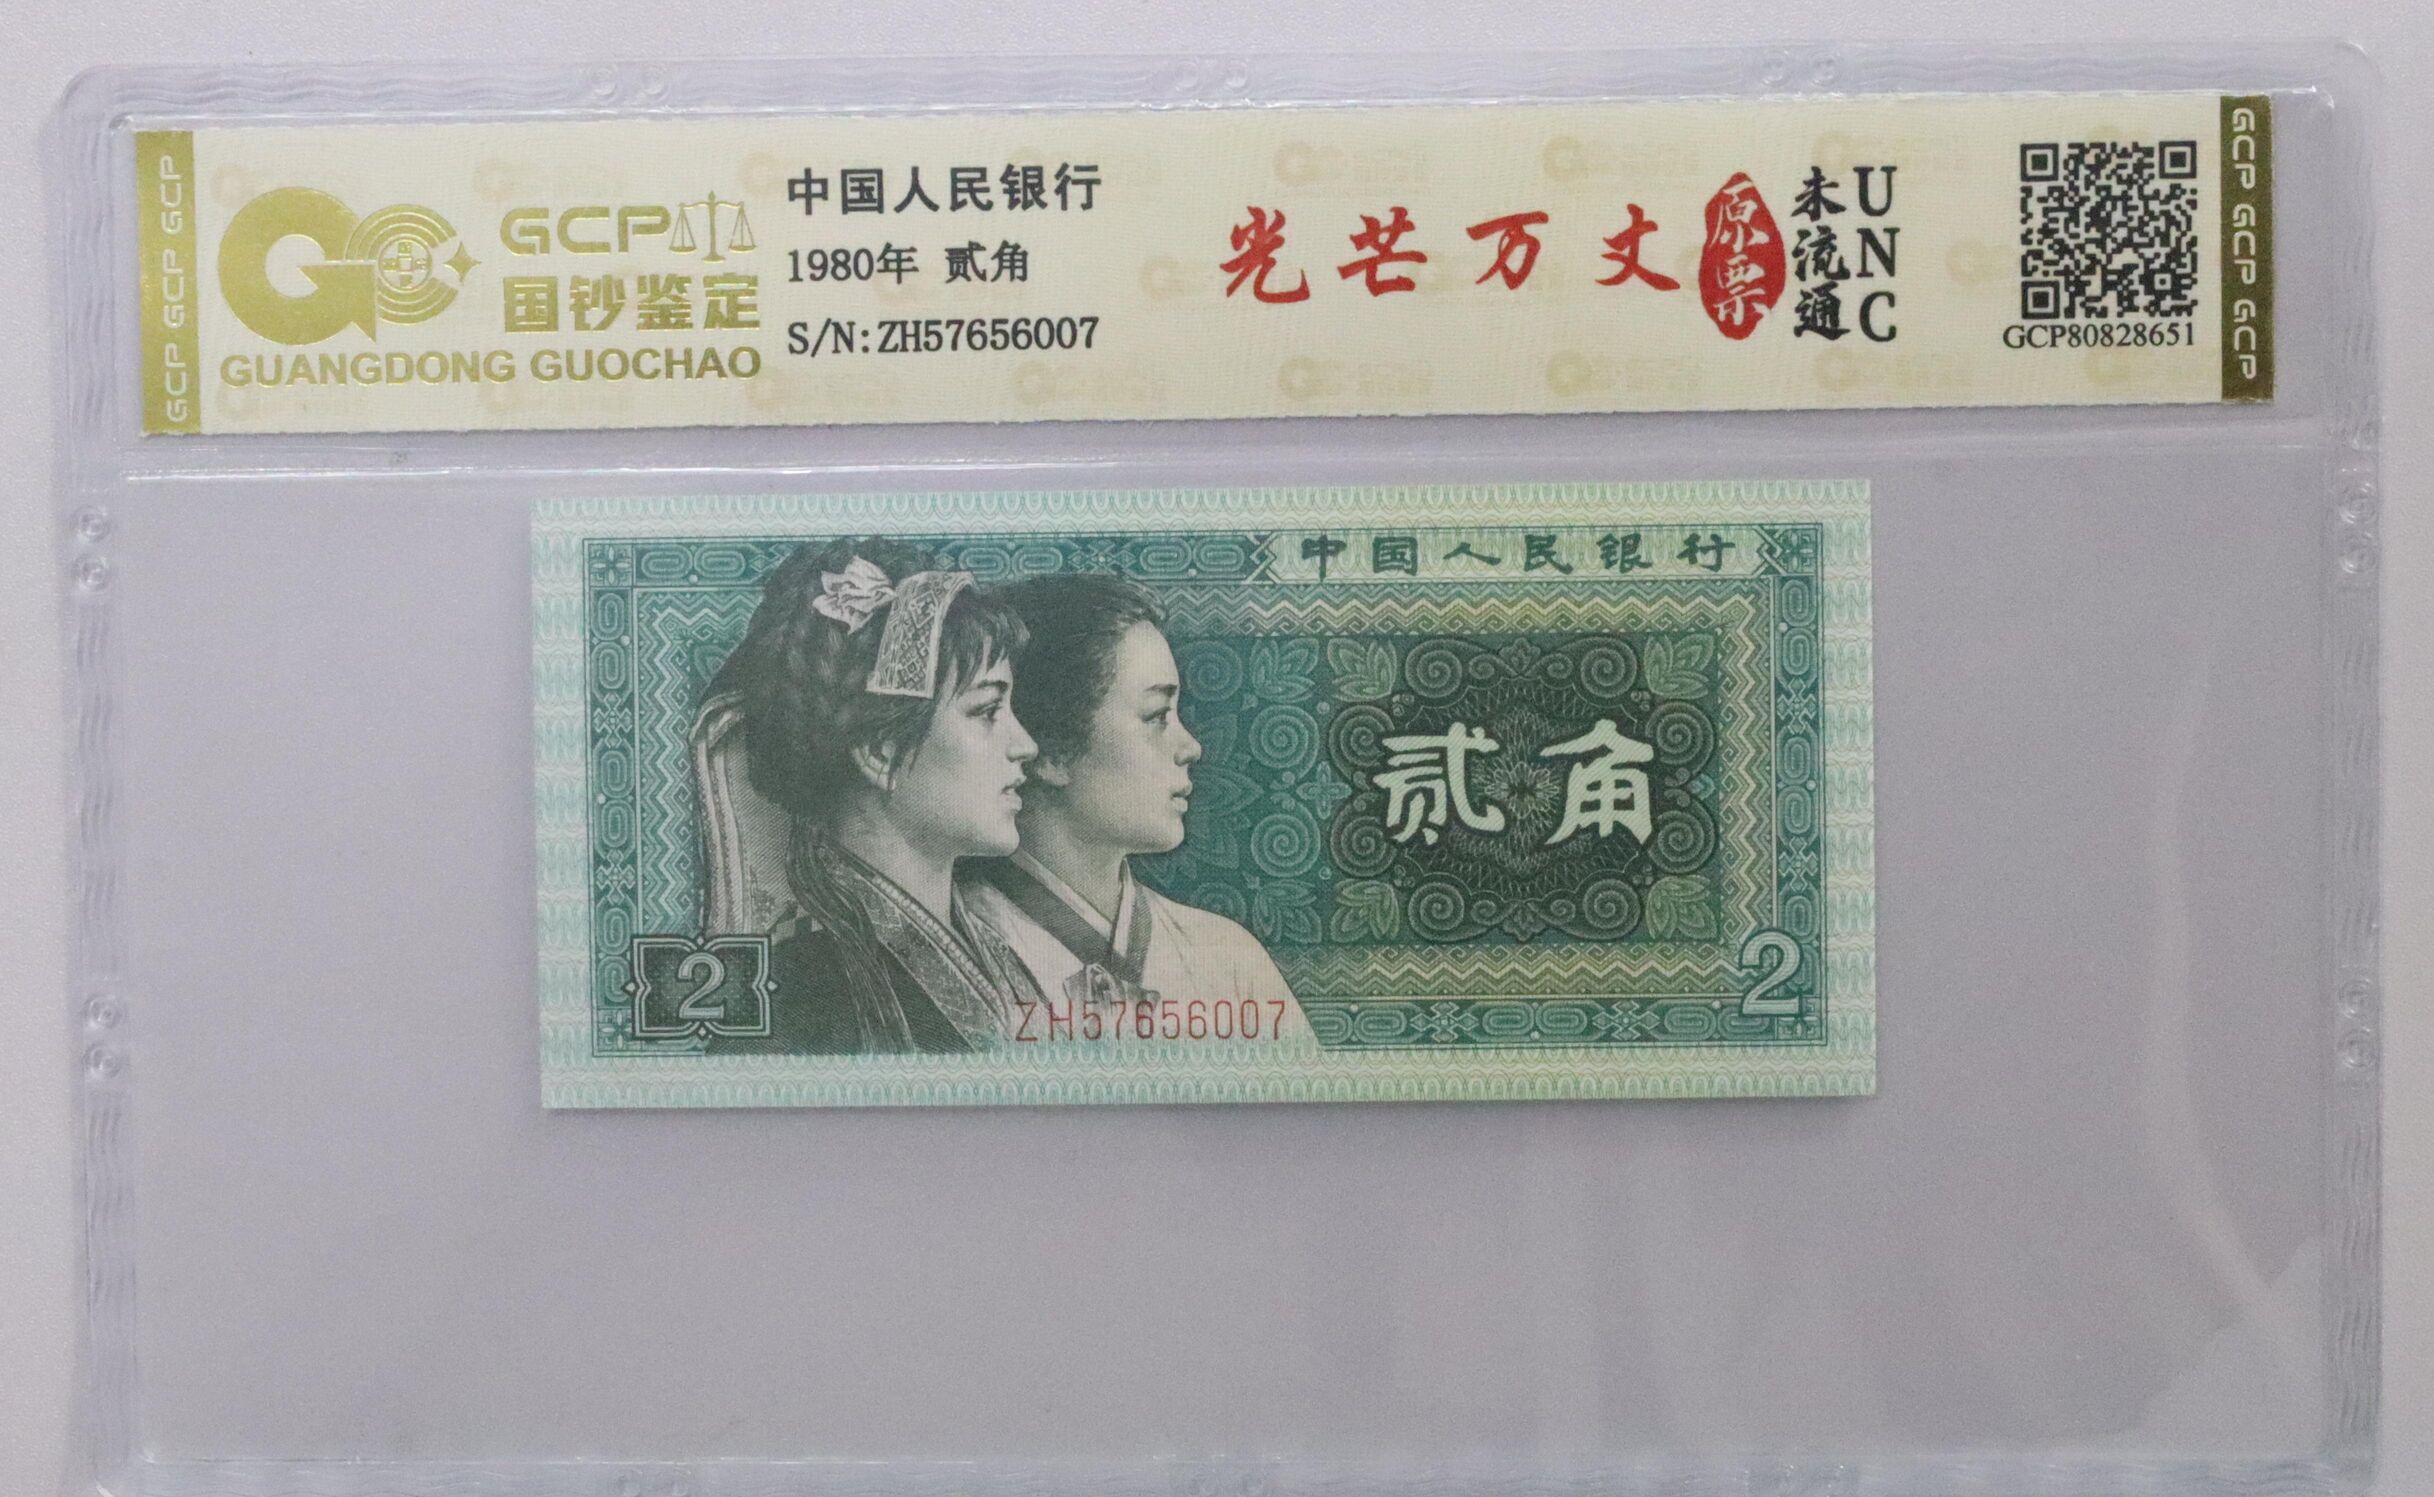 GCP GCP GCP
GCP
国钞鉴定
GUANGDONG GUOCHAO
中国人民银行
1980年 贰角
S/N:ZH57656007
光芒万丈
原票
未流通
UNC
GCP80828651
GCP GCP GCP
中国人民银行
贰角
2
2
ZH57656007